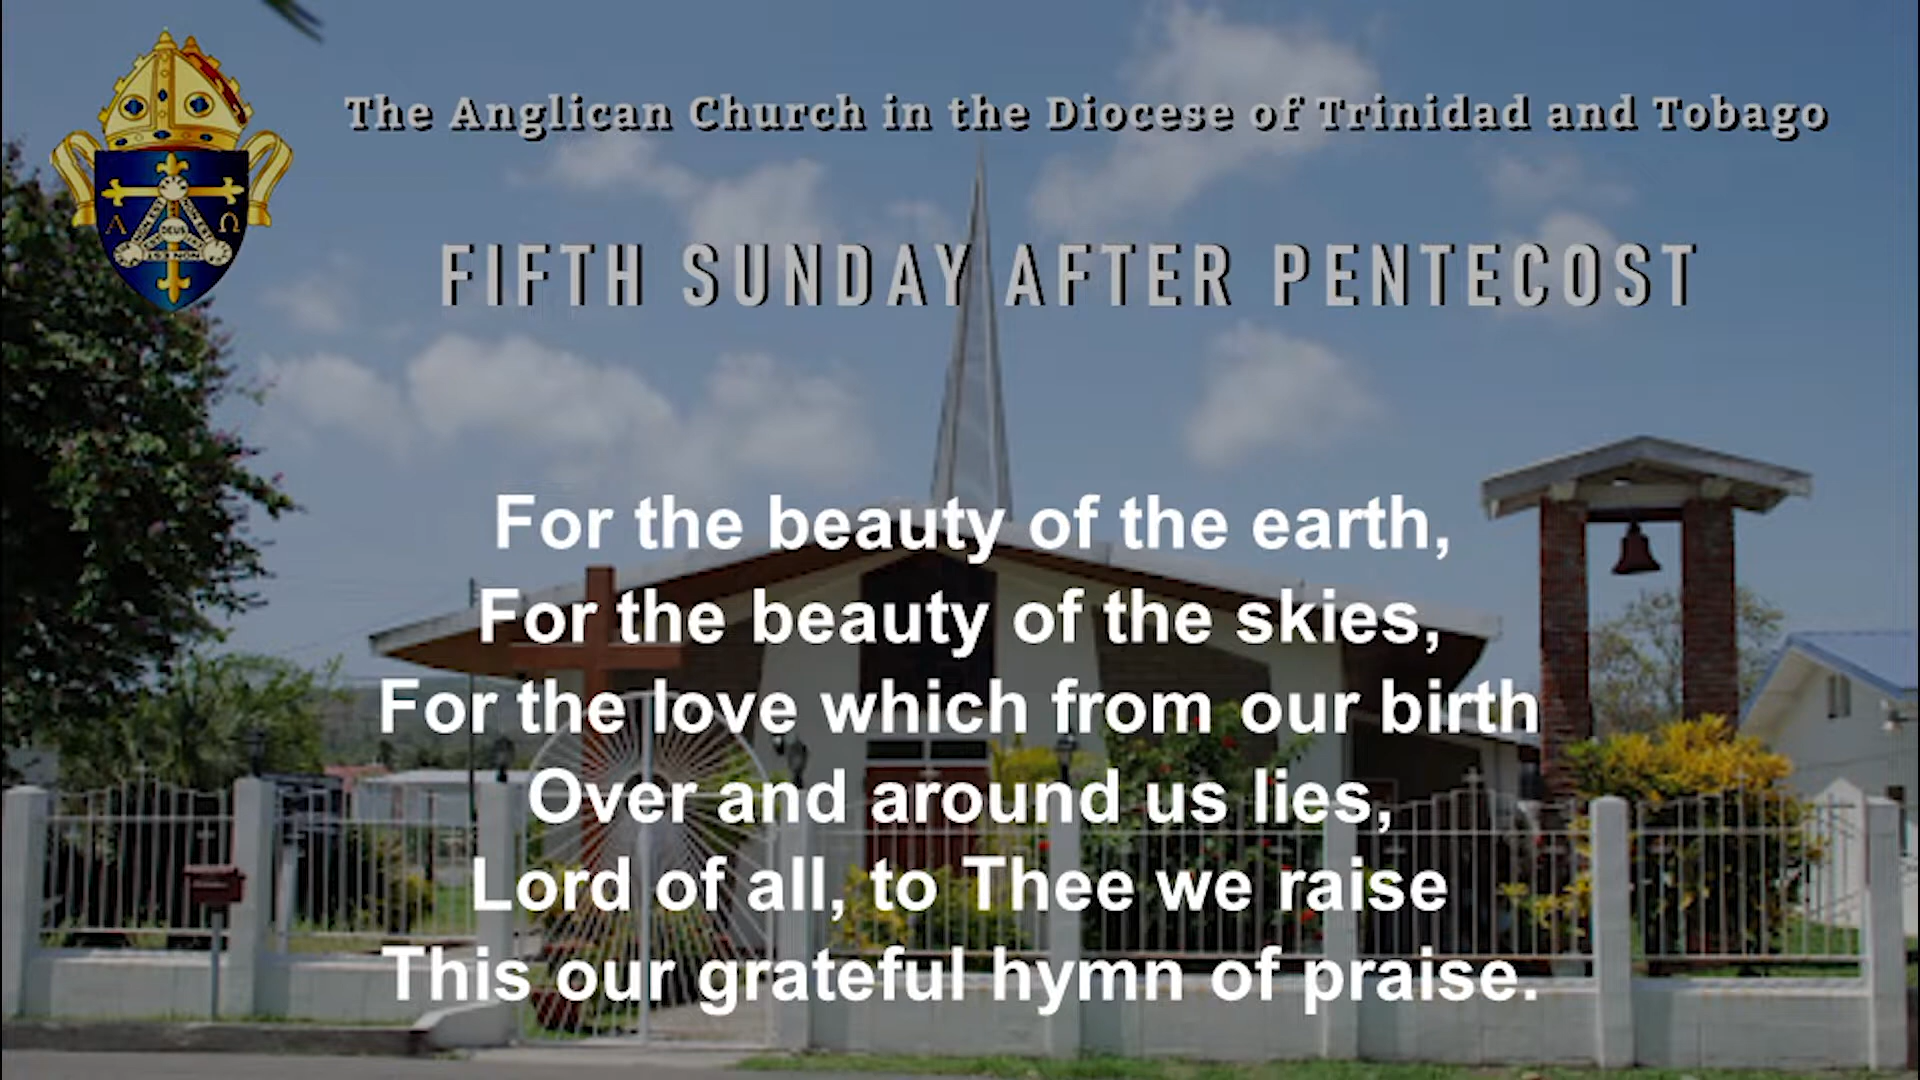 The Anglican Church in the Diocese of Trinidad and Tobago
FIFTH SUNDAY AFTER PENTECOST
Α Ω
DEUS
For the beauty of the earth,
For the beauty of the skies,
For the love which from our birth
Over and around us lies,
Lord of all, to Thee we raise
This our grateful hymn of praise.